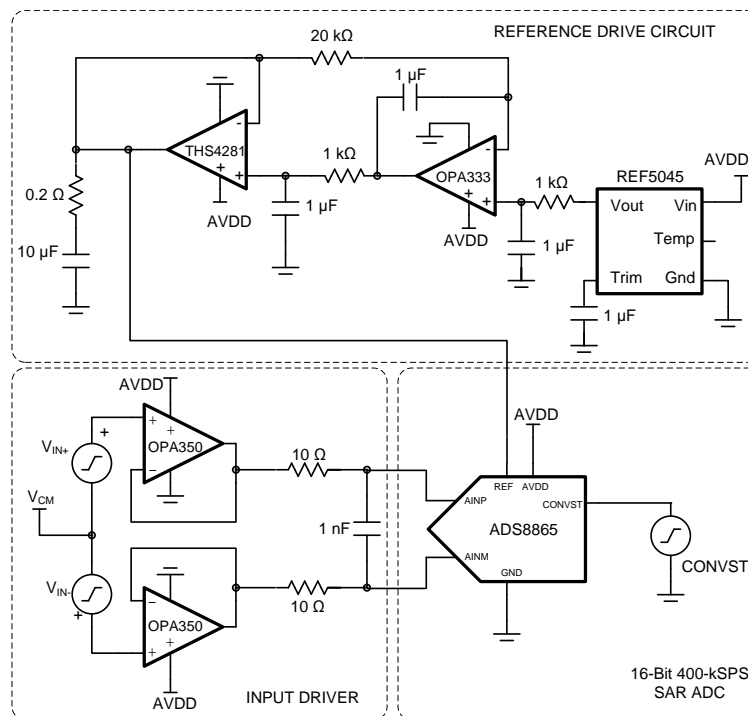 REFERENCE DRIVE CIRCUIT
20 kΩ
1 µF
-
THS4281
+
+
AVDD
1 kΩ
1 µF
-
OPA333
+
+
AVDD
1 kΩ
1 µF
REF5045
Vout
Vin
Temp
Trim
Gnd
AVDD
1 µF
0.2 Ω
10 µF
AVDD
VIN+
+
+
+
OPA350
-
10 Ω
VCM
1 nF
VIN-
+
-
OPA350
+
+
10 Ω
AVDD
INPUT DRIVER
AVDD
REF
AVDD
AINP
CONVST
ADS8865
AINM
GND
CONVST
16-Bit 400-kSPS
SAR ADC